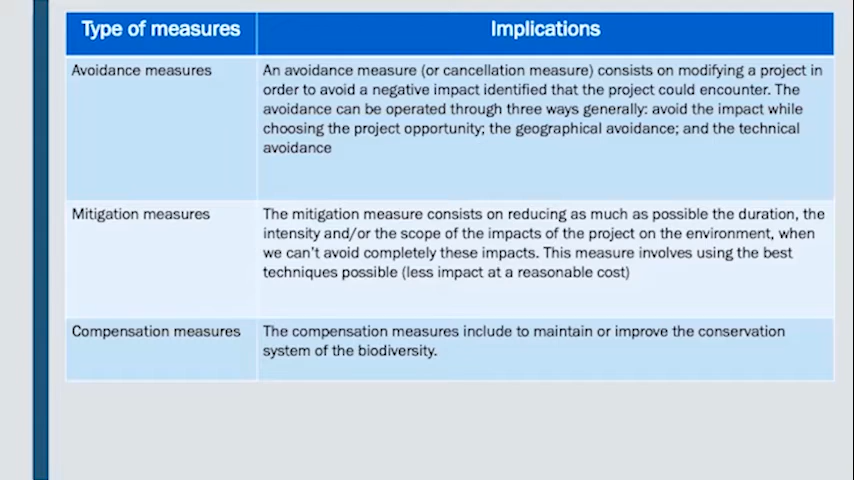 Type of measures
Implications
Avoidance measures
An avoidance measure (or cancellation measure) consists on modifying a project in
order to avoid a negative impact identified that the project could encounter. The
avoidance can be operated through three ways generally: avoid the impact while
choosing the project opportunity; the geographical avoidance; and the technical
avoidance
Mitigation measures
The mitigation measure consists on reducing as much as possible the duration, the
intensity and/or the scope of the impacts of the project on the environment, when
we can't avoid completely these impacts. This measure involves using the best
techniques possible (less impact at a reasonable cost)
Compensation measures
The compensation measures include to maintain or improve the conservation
system of the biodiversity.